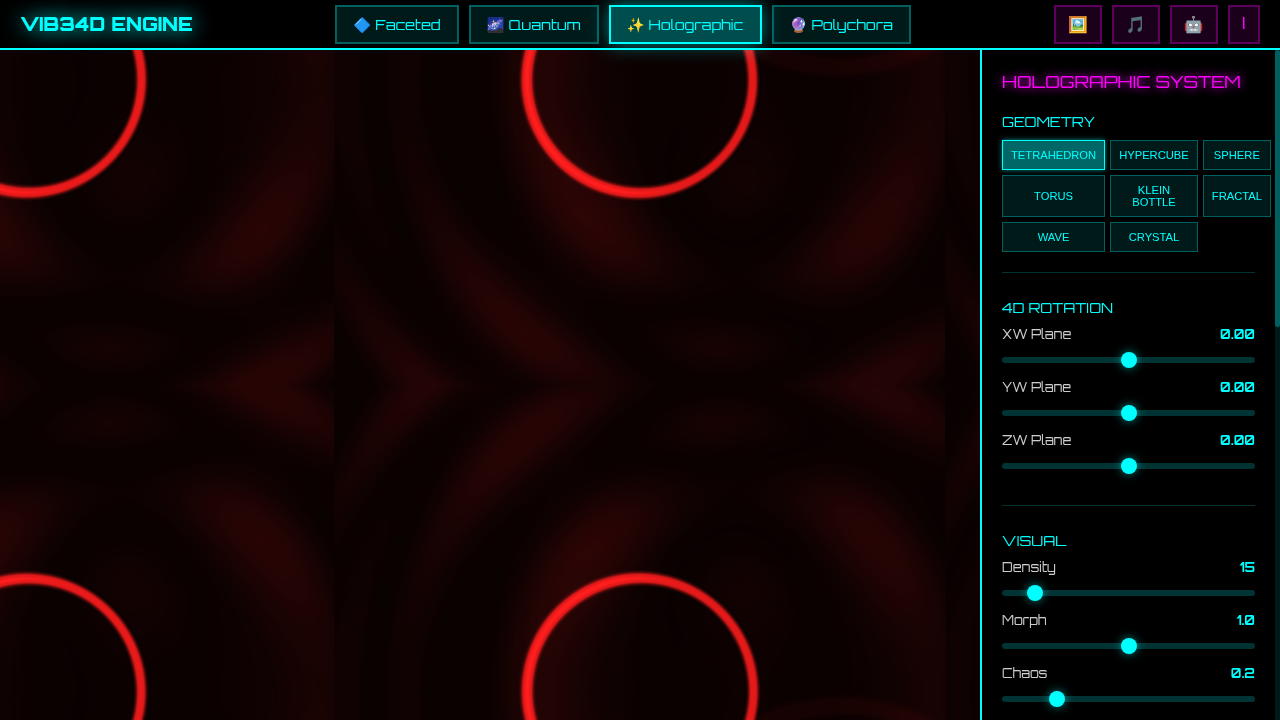 VIB34D ENGINE
🔷 Faceted
🌌 Quantum
✨ Holographic
🔮 Polychora
I
HOLOGRAPHIC SYSTEM
GEOMETRY
TETRAHEDRON HYPERCUBE SPHERE
TORUS KLEIN BOTTLE FRACTAL
WAVE CRYSTAL
4D ROTATION
XW Plane 0.00
YW Plane 0.00
ZW Plane 0.00
VISUAL
Density 15
Morph 1.0
Chaos 0.2